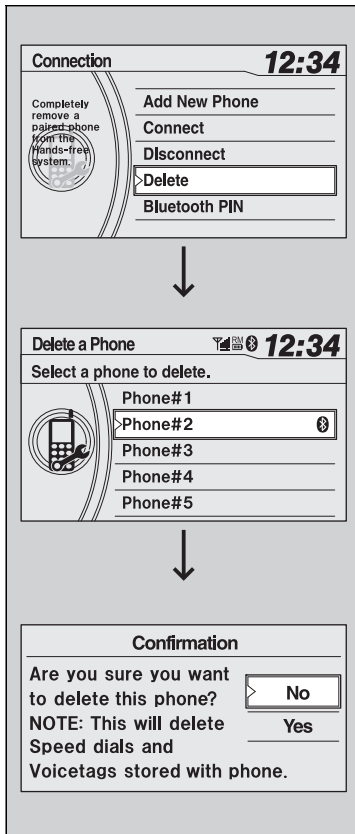 Connection 12:34
Completely
remove a
paired phone
from the
Hands-free
system.
Add New Phone
Connect
DIsconnect
Delete
Bluetooth PIN
Delete a Phone RM 12:34
Select a phone to delete.
Phone#1
Phone#2
Phone#3
Phone#4
Phone#5
Confirmation
Are you sure you want
to delete this phone?
NOTE: This will delete
Speed dials and
Voicetags stored with phone.
No
Yes